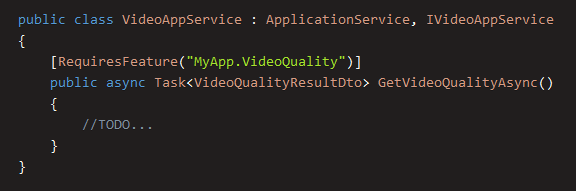 public class VideoAppService : ApplicationService, IVideoAppService
{
    [RequiresFeature("MyApp.VideoQuality")]
    public async Task<VideoQualityResultDto> GetVideoQualityAsync()
    {
        //TODO...
    }
}